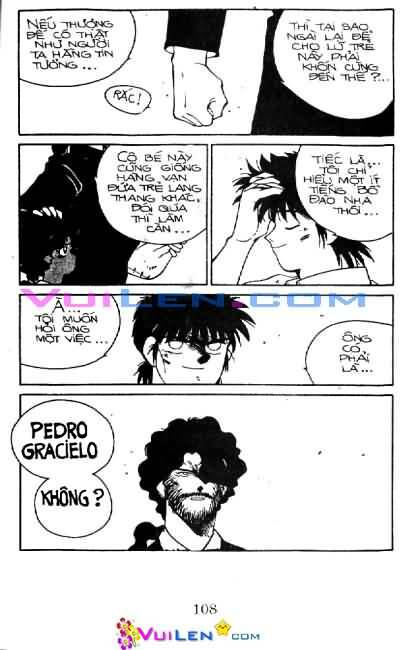 NẾU THƯỢNG
ĐẾ CÓ THẬT
NHƯ NGƯỜI
TA HẰNG TIN
TƯỞNG...
THÌ TẠI SAO
NGÀI LẠI ĐỂ
CHO LŨ TRẺ
NÀY PHẢI
KHỐN CÙNG
ĐẾN THẾ?...
RẮC!
CÔ BÉ NÀY
CŨNG GIỐNG
HÀNG VẠN
ĐỨA TRẺ LANG
THANG KHÁC,
ĐÓI QUÁ
THÌ LÀM
CÀN...
TIẾC LÀ...
TÔI CHỈ
HIỂU MỘT ÍT
TIẾNG BỒ
ĐÀO NHA
THÔI...
VUILEN.COM
À...
TÔI MUỐN
HỎI ÔNG
MỘT VIỆC...
ÔNG
CÓ
PHẢI
LÀ...
PEDRO
GRACIELO
KHÔNG?
108
VUILEN.COM